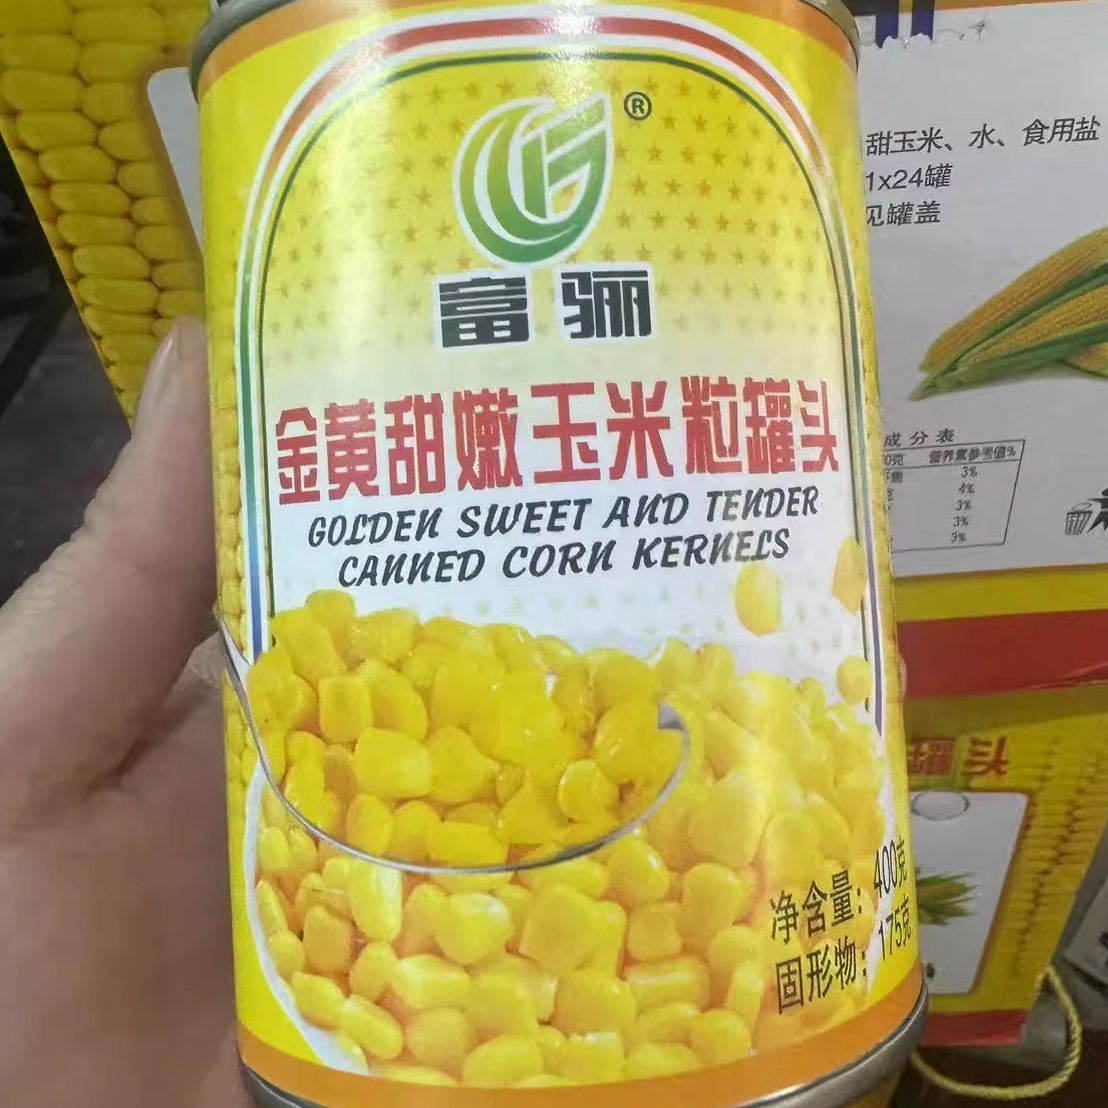 ®
富骊
金黄甜嫩玉米粒罐头
GOLDEN SWEET AND TENDER
CANNED CORN KERNELS
净含量：400克
固形物：175克
甜玉米、水、食用盐
1x24罐
见罐盖
成分表
0克 营养素参考值%
3%
4%
3%
3%
3%
罐头